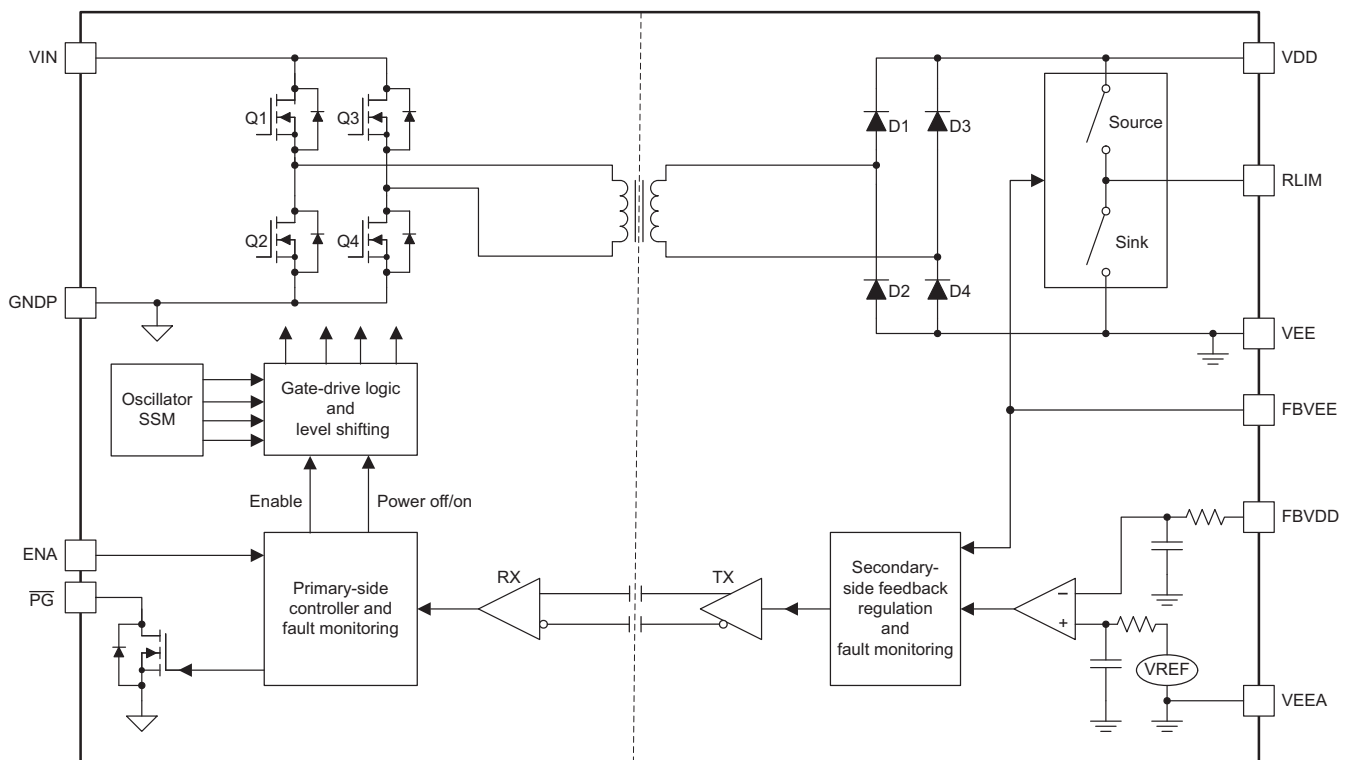 VIN
VDD
Q1
Q3
D1
D3
Source
RLIM
Q2
Q4
Sink
GNDP
D2
D4
VEE
Oscillator
SSM
Gate-drive logic
and
level shifting
FBVEE
Enable
Power off/on
FBVDD
ENA
PG
Primary-side
controller and
fault monitoring
RX
TX
Secondary-
side feedback
regulation
and
fault monitoring
−
+
VREF
VEEA